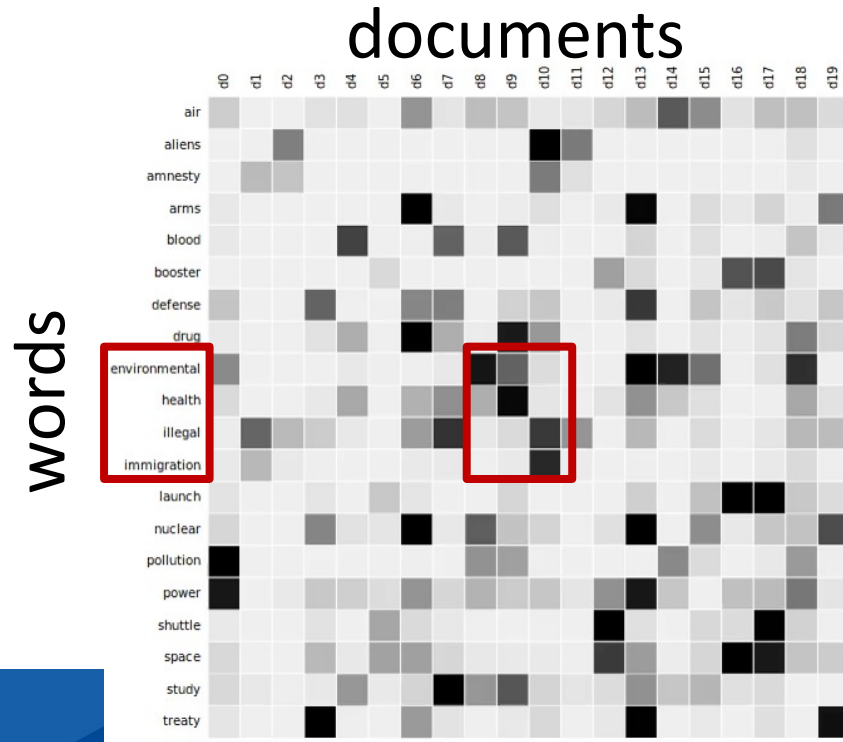 documents
d0 d1 d2 d3 d4 d5 d6 d7 d8 d9 d10 d11 d12 d13 d14 d15 d16 d17 d18 d19
words
air
aliens
amnesty
arms
blood
booster
defense
drug
environmental
health
illegal
immigration
launch
nuclear
pollution
power
shuttle
space
study
treaty